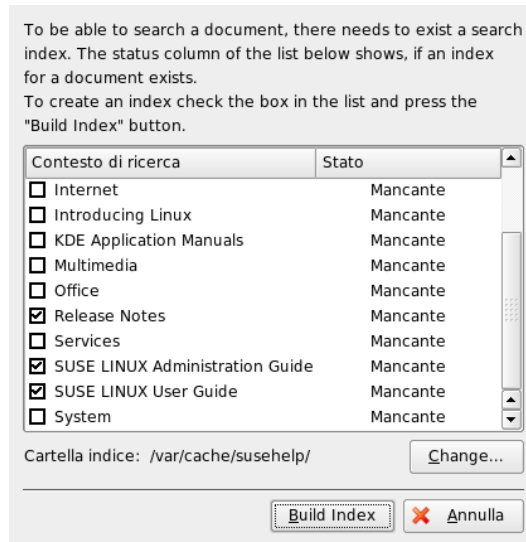 To be able to search a document, there needs to exist a search
index. The status column of the list below shows, if an index
for a document exists.
To create an index check the box in the list and press the
"Build Index" button.
Contesto di ricerca Stato
Internet Mancante
Introducing Linux Mancante
KDE Application Manuals Mancante
Multimedia Mancante
Office Mancante
Release Notes Mancante
Services Mancante
SUSE LINUX Administration Guide Mancante
SUSE LINUX User Guide Mancante
System Mancante
Cartella indice: /var/cache/susehelp/ Change...
Build Index Annulla